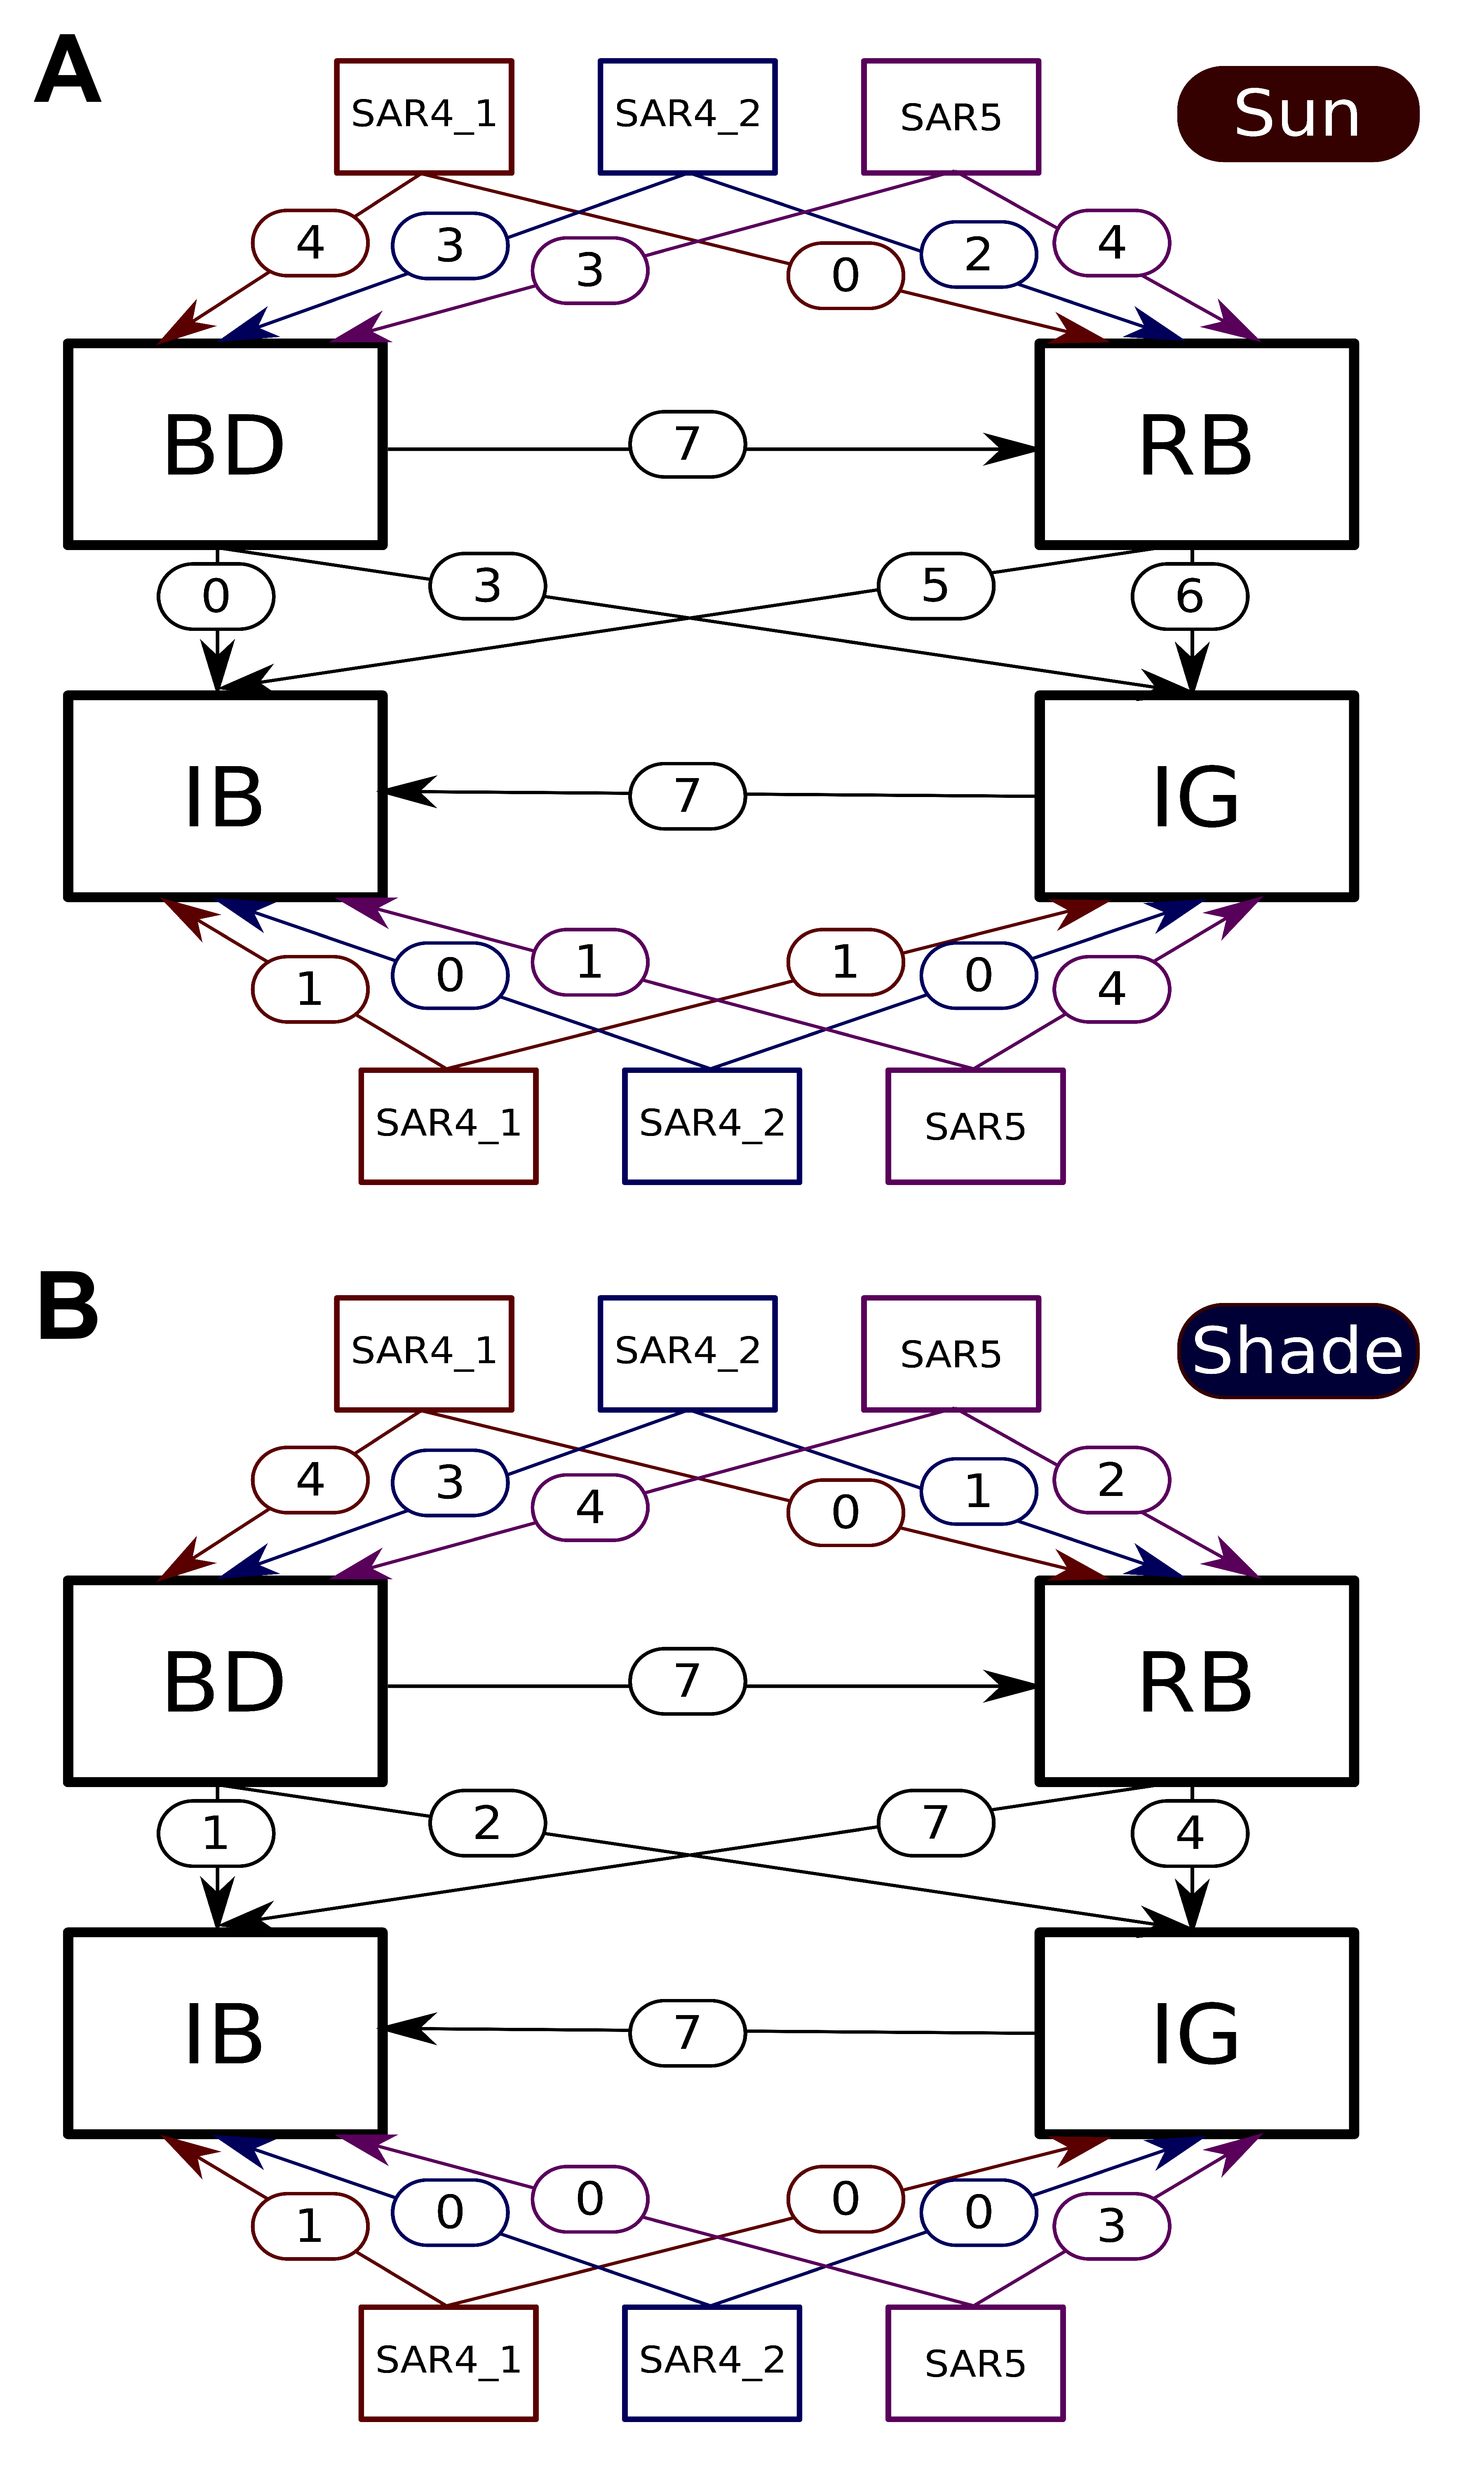 A
SAR4_1 SAR4_2 SAR5 Sun
4 3 3 0 2 4
BD 7 RB
0 3 5 6
IB 7 IG
1 0 1 1 0 4
SAR4_1 SAR4_2 SAR5
B
SAR4_1 SAR4_2 SAR5 Shade
4 3 4 0 1 2
BD 7 RB
1 2 7 4
IB 7 IG
1 0 0 0 0 3
SAR4_1 SAR4_2 SAR5